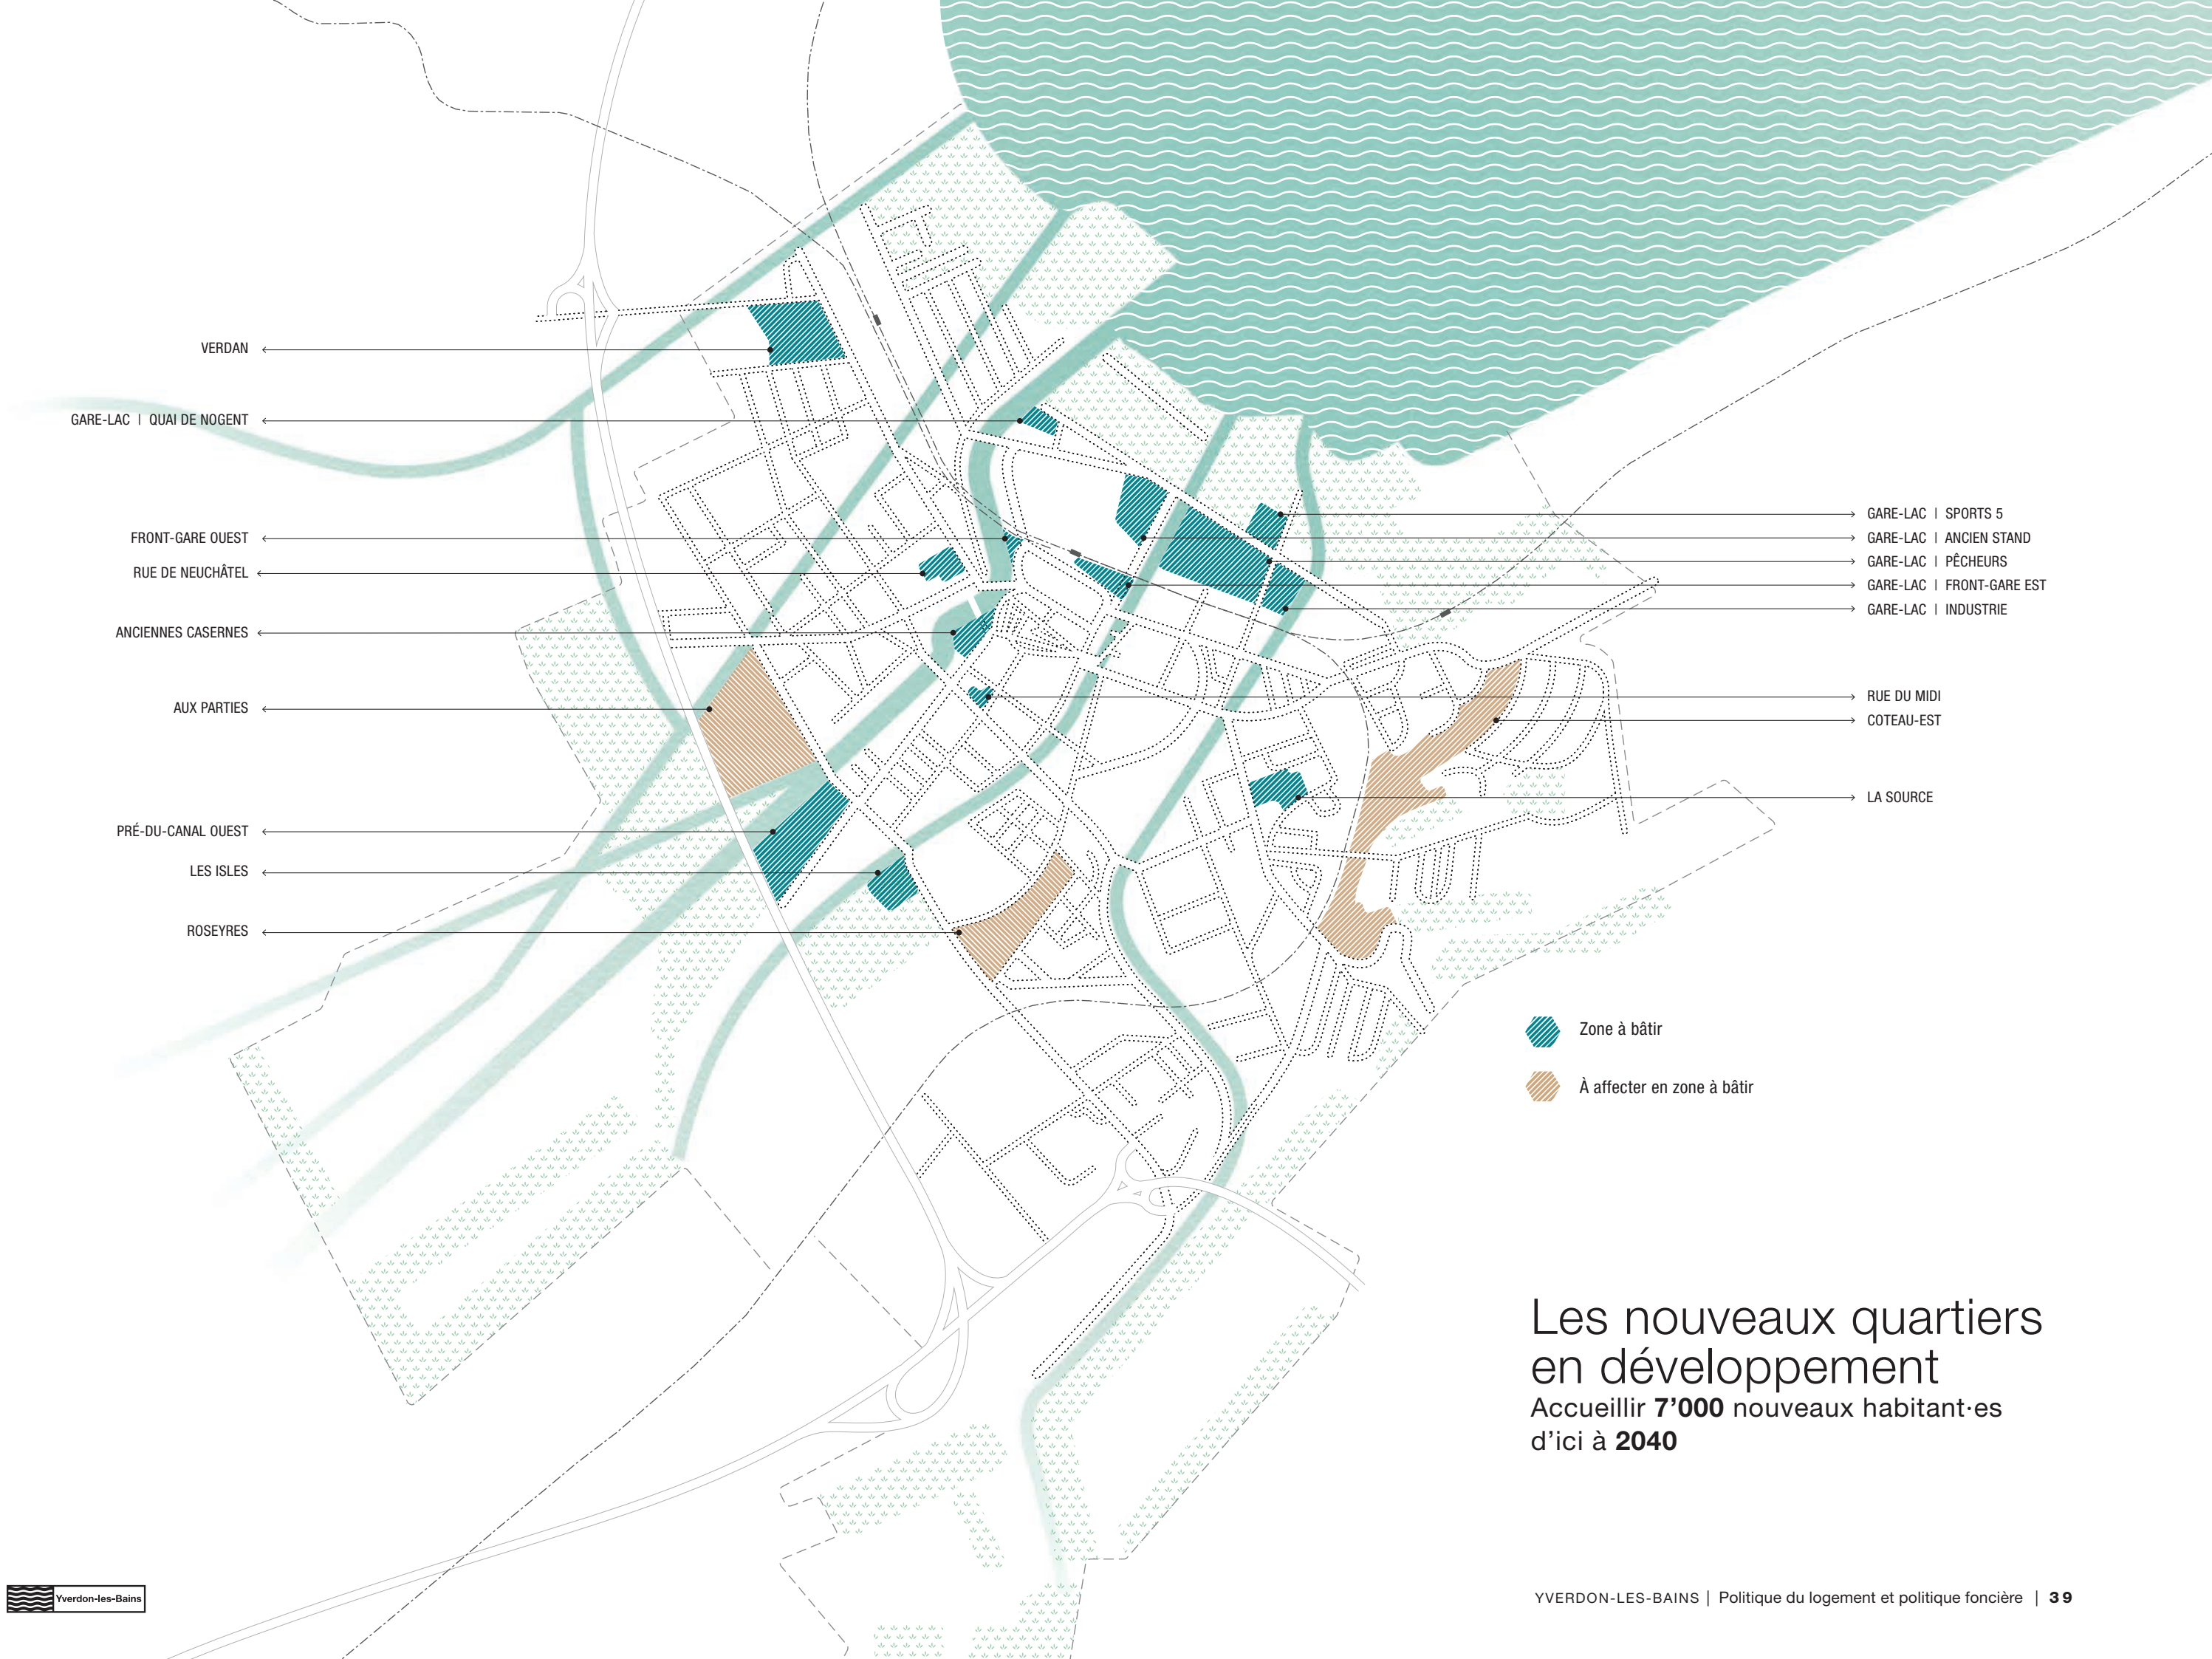 VERDAN
GARE-LAC | QUAI DE NOGENT
FRONT-GARE OUEST
RUE DE NEUCHÂTEL
ANCIENNES CASERNES
AUX PARTIES
PRÉ-DU-CANAL OUEST
LES ISLES
ROSEYRES
GARE-LAC | SPORTS 5
GARE-LAC | ANCIEN STAND
GARE-LAC | PÊCHEURS
GARE-LAC | FRONT-GARE EST
GARE-LAC | INDUSTRIE
RUE DU MIDI
COTEAU-EST
LA SOURCE
Zone à bâtir
À affecter en zone à bâtir
Les nouveaux quartiers
en développement
Accueillir 7’000 nouveaux habitant·es
d’ici à 2040
Yverdon-les-Bains
YVERDON-LES-BAINS | Politique du logement et politique foncière | 39